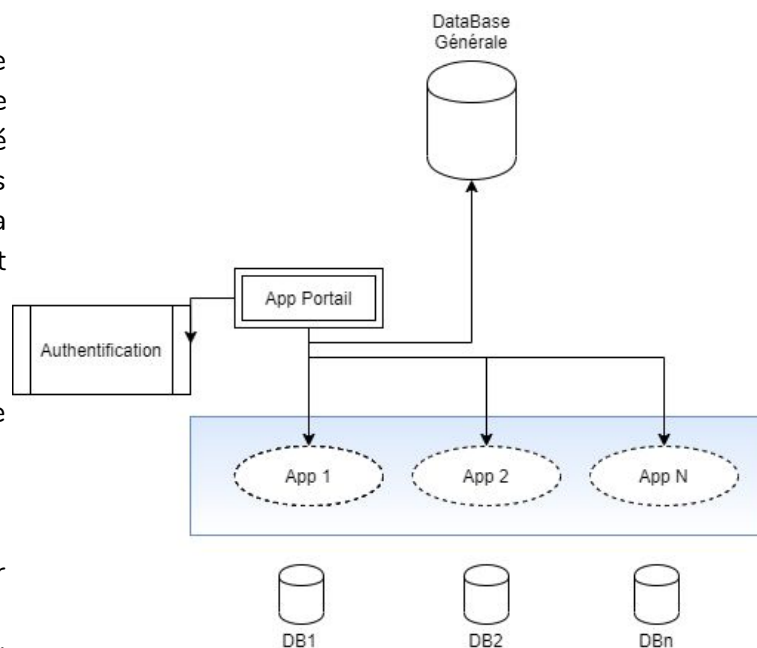 DataBase
Générale
e
e
é
s
a
t
App Portail
Authentification
e
App 1
App 2
App N
r
DB1
DB2
DBn